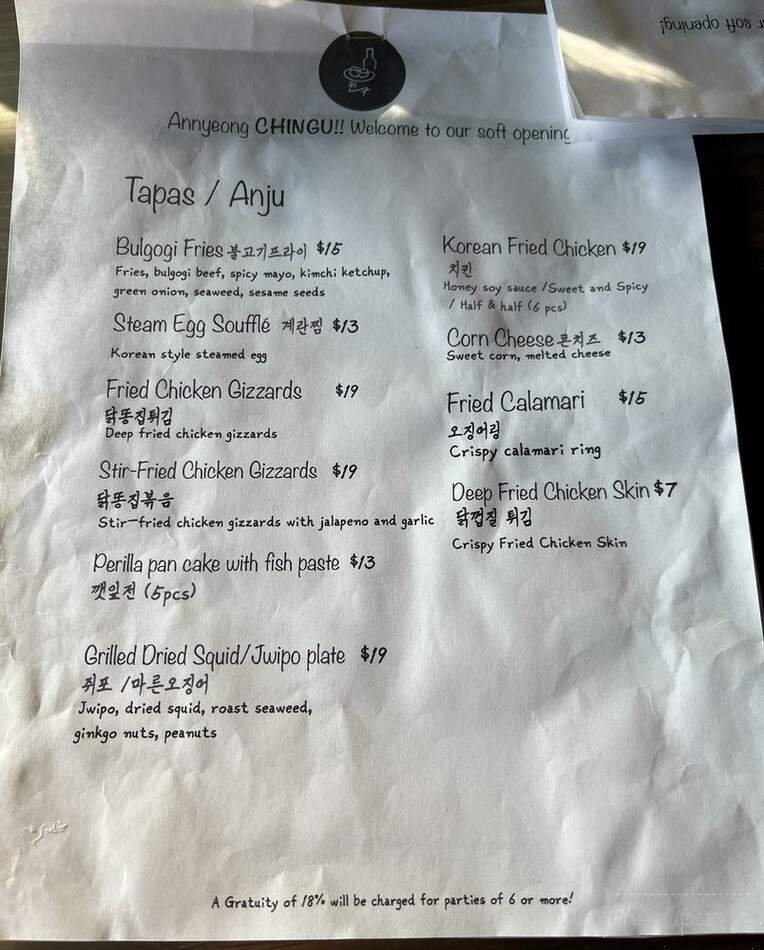 r soft opening!
Annyeong CHINGU!! Welcome to our soft opening
Tapas / Anju
Bulgogi Fries 불고기프라이 $15
Fries, bulgogi beef, spicy mayo, kimchi ketchup,
green onion, seaweed, sesame seeds
Steam Egg Soufflé 계란찜 $13
Korean style steamed egg
Fried Chicken Gizzards $19
닭똥집튀김
Deep fried chicken gizzards
Stir-Fried Chicken Gizzards $19
닭똥집볶음
Stir-fried chicken gizzards with jalapeno and garlic
Perilla pan cake with fish paste $13
깻잎전 (5pcs)
Grilled Dried Squid/Jwipo plate $19
쥐포 /마른오징어
Jwipo, dried squid, roast seaweed,
ginkgo nuts, peanuts
Korean Fried Chicken $19
치킨
Honey soy sauce /Sweet and Spicy
/ Half & half (6 pcs)
Corn Cheese 콘치즈 $13
Sweet corn, melted cheese
Fried Calamari $15
오징어링
Crispy calamari ring
Deep Fried Chicken Skin $7
닭껍질 튀김
Crispy Fried Chicken Skin
A Gratuity of 18% will be charged for parties of 6 or more!